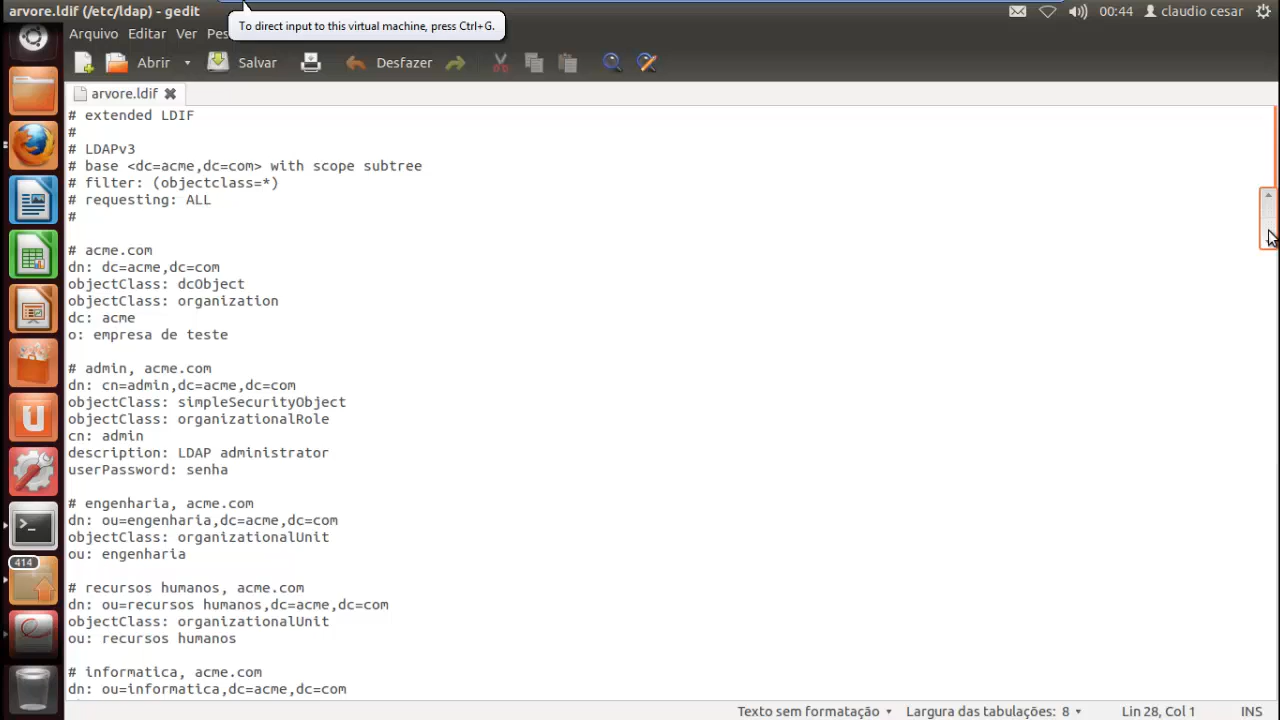 arvore.ldif (/etc/ldap) - gedit
To direct input to this virtual machine, press Ctrl+G.
00:44 claudio cesar
Arquivo Editar Ver Pes
Abrir Salvar Desfazer
arvore.ldif
# extended LDIF
#
# LDAPv3
# base <dc=acme,dc=com> with scope subtree
# filter: (objectclass=*)
# requesting: ALL
#
# acme.com
dn: dc=acme,dc=com
objectClass: dcObject
objectClass: organization
dc: acme
o: empresa de teste
# admin, acme.com
dn: cn=admin,dc=acme,dc=com
objectClass: simpleSecurityObject
objectClass: organizationalRole
cn: admin
description: LDAP administrator
userPassword: senha
# engenharia, acme.com
dn: ou=engenharia,dc=acme,dc=com
objectClass: organizationalUnit
ou: engenharia
# recursos humanos, acme.com
dn: ou=recursos humanos,dc=acme,dc=com
objectClass: organizationalUnit
ou: recursos humanos
# informatica, acme.com
dn: ou=informatica,dc=acme,dc=com
414
Texto sem formatação Largura das tabulações: 8 Lin 28, Col 1 INS